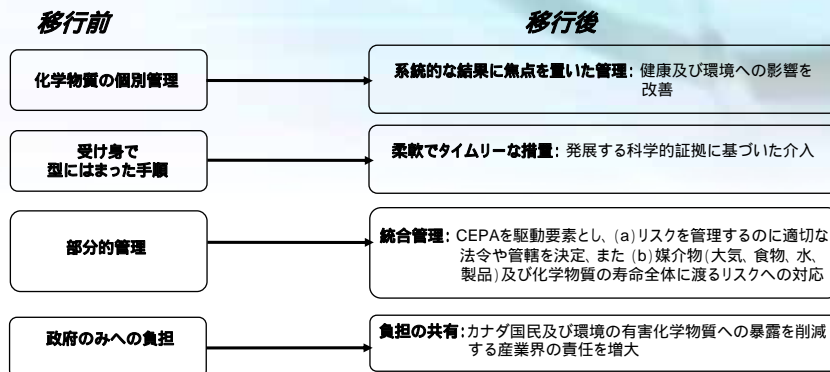 移行前
移行後
化学物質の個別管理
系統的な結果に焦点を置いた管理: 健康及び環境への影響を
改善
受け身で
型にはまった手順
柔軟でタイムリーな措置: 発展する科学的証拠に基づいた介入
部分的管理
統合管理: CEPAを駆動要素とし、(a)リスクを管理するのに適切な
法令や管轄を決定、また (b)媒介物(大気、食物、水、
製品)及び化学物質の寿命全体に渡るリスクへの対応
政府のみへの負担
負担の共有:カナダ国民及び環境の有害化学物質への暴露を削減
する産業界の責任を増大